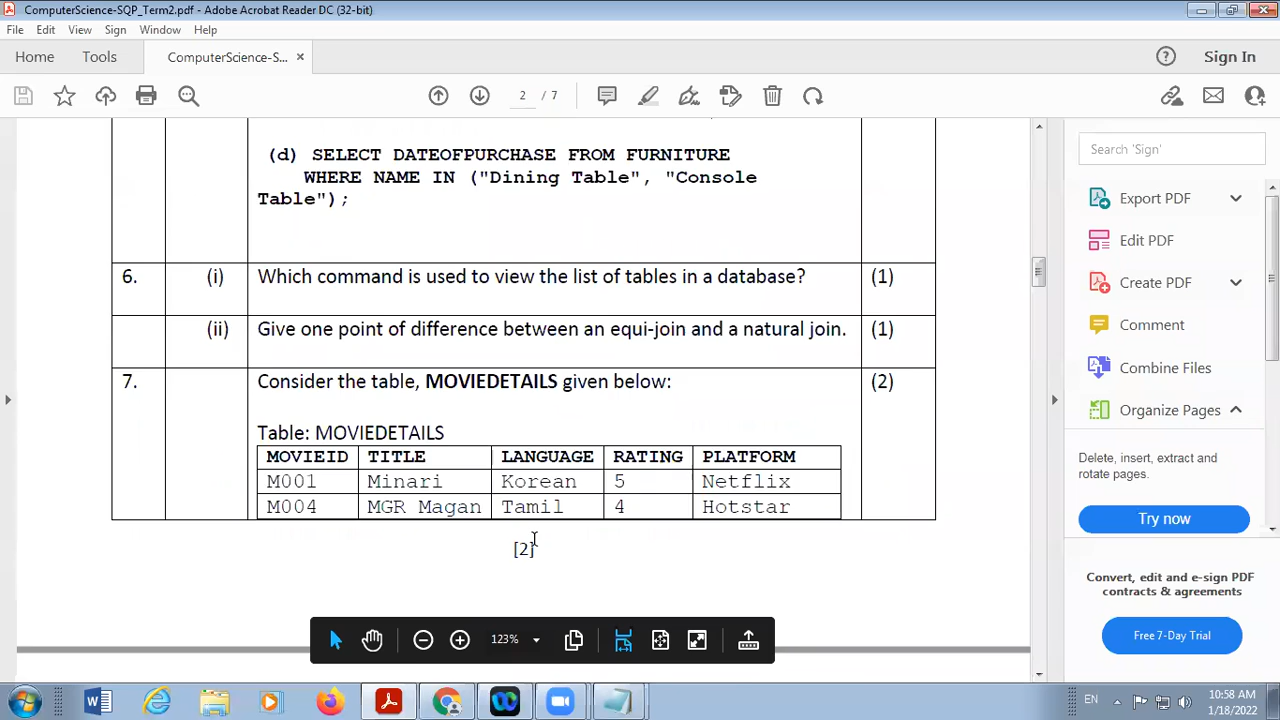 ComputerScience-SQP_Term2.pdf - Adobe Acrobat Reader DC (32-bit)
File Edit View Sign Window Help
Home Tools ComputerScience-S... × Sign In
2 / 7
(d) SELECT DATEOFPURCHASE FROM FURNITURE
WHERE NAME IN ("Dining Table", "Console
Table");
6. (i) Which command is used to view the list of tables in a database? (1)
(ii) Give one point of difference between an equi-join and a natural join. (1)
7. Consider the table, MOVIEDETAILS given below: (2)
Table: MOVIEDETAILS
MOVIEID TITLE LANGUAGE RATING PLATFORM
M001 Minari Korean 5 Netflix
M004 MGR Magan Tamil 4 Hotstar
[2]
123%
Search 'Sign'
Export PDF
Edit PDF
Create PDF
Comment
Combine Files
Organize Pages
Delete, insert, extract and
rotate pages.
Try now
Convert, edit and e-sign PDF
contracts & agreements
Free 7-Day Trial
EN 10:58 AM
1/18/2022